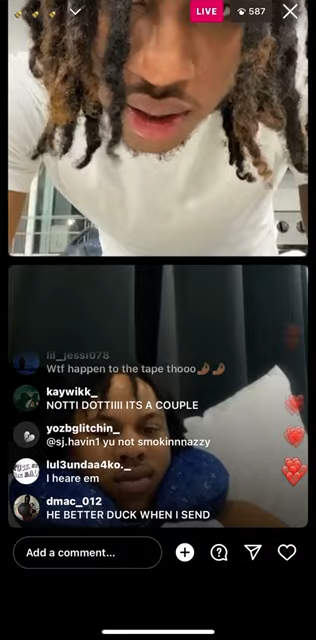 LIVE
587
lil_jessi078
Wtf happen to the tape thooo
kaywikk_
NOTTI DOTTIIII ITS A COUPLE
yozbglitchin_
@sj.havin1 yu not smokinnnazzy
lul3undaa4ko._
I heare em
dmac_012
HE BETTER DUCK WHEN I SEND
Add a comment...